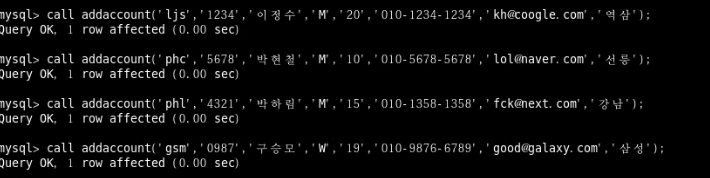 mysql> call addaccount('ljs','1234','이정수','M','20','010-1234-1234','kh@coogle.com','역삼');
Query OK, 1 row affected (0.00 sec)
mysql> call addaccount('phc','5678','박현철','M','10','010-5678-5678','lol@naver.com','선릉');
Query OK, 1 row affected (0.00 sec)
mysql> call addaccount('phl','4321','박하림','M','15','010-1358-1358','fck@next.com','강남');
Query OK, 1 row affected (0.00 sec)
mysql> call addaccount('gsm','0987','구승모','W','19','010-9876-6789','good@galaxy.com','삼성');
Query OK, 1 row affected (0.00 sec)